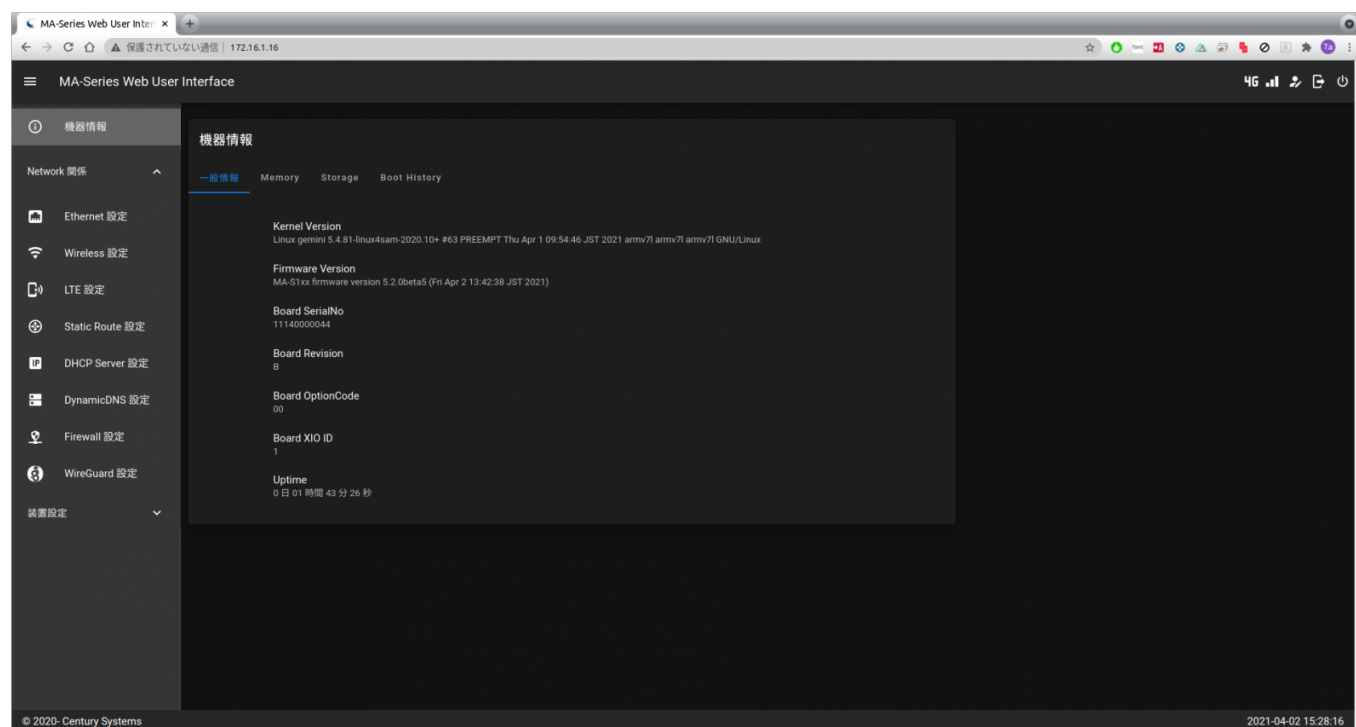 MA-Series Web User Inter
保護されていない通信 | 172.16.1.16
MA-Series Web User Interface
4G
機器情報
Network 関係
Ethernet 設定
Wireless 設定
LTE 設定
Static Route 設定
IP
DHCP Server 設定
DynamicDNS 設定
Firewall 設定
WireGuard 設定
装置設定
機器情報
一般情報 Memory Storage Boot History
Kernel Version
Linux gemini 5.4.81-linux4sam-2020.10+ #63 PREEMPT Thu Apr 1 09:54:46 JST 2021 armv7l armv7l armv7l GNU/Linux
Firmware Version
MA-S1xx firmware version 5.2.0beta5 (Fri Apr 2 13:42:38 JST 2021)
Board SerialNo
11140000044
Board Revision
B
Board OptionCode
00
Board XIO ID
1
Uptime
0 日 01 時間 43 分 26 秒
© 2020- Century Systems
2021-04-02 15:28:16